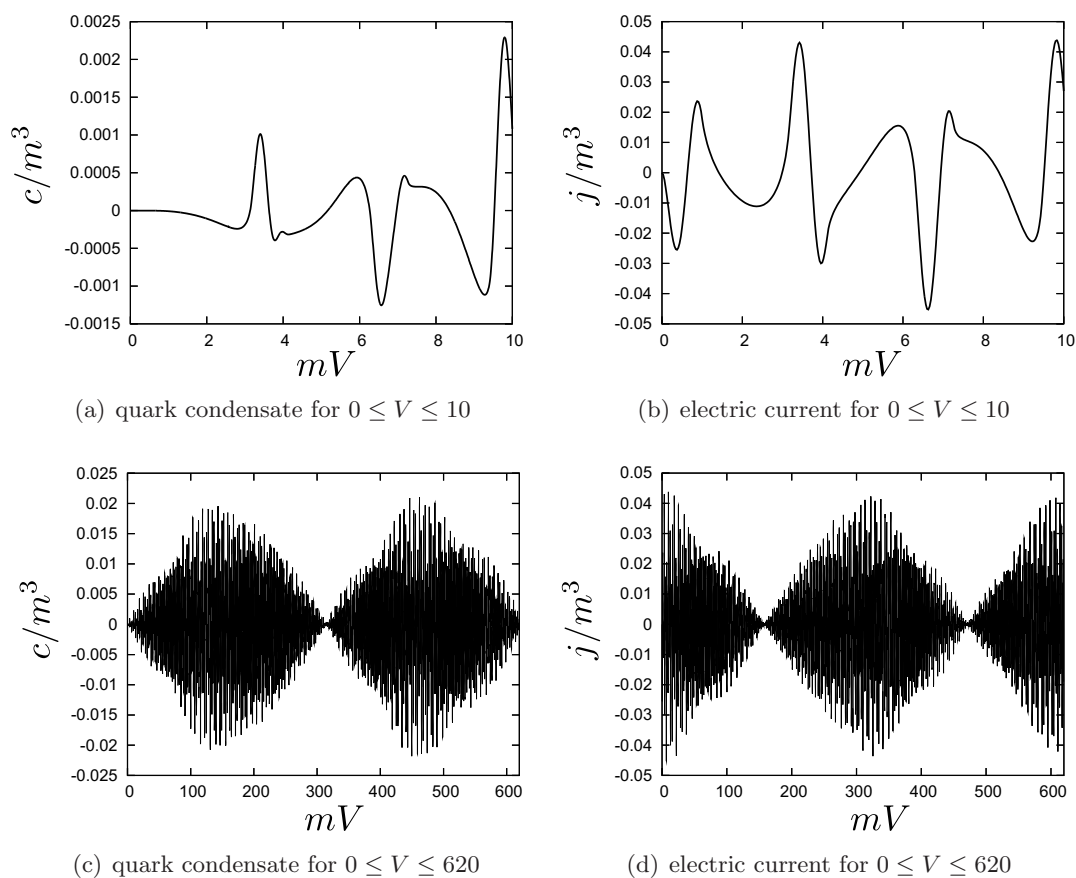 0.0025
0.002
0.0015
0.001
0.0005
0
-0.0005
-0.001
-0.0015
c/m³
0 2 4 6 8 10
mV
(a) quark condensate for 0 ≤ V ≤ 10
0.05
0.04
0.03
0.02
0.01
0
-0.01
-0.02
-0.03
-0.04
-0.05
j/m³
0 2 4 6 8 10
mV
(b) electric current for 0 ≤ V ≤ 10
0.025
0.02
0.015
0.01
0.005
0
-0.005
-0.01
-0.015
-0.02
-0.025
c/m³
0 100 200 300 400 500 600
mV
(c) quark condensate for 0 ≤ V ≤ 620
0.05
0.04
0.03
0.02
0.01
0
-0.01
-0.02
-0.03
-0.04
-0.05
j/m³
0 100 200 300 400 500 600
mV
(d) electric current for 0 ≤ V ≤ 620